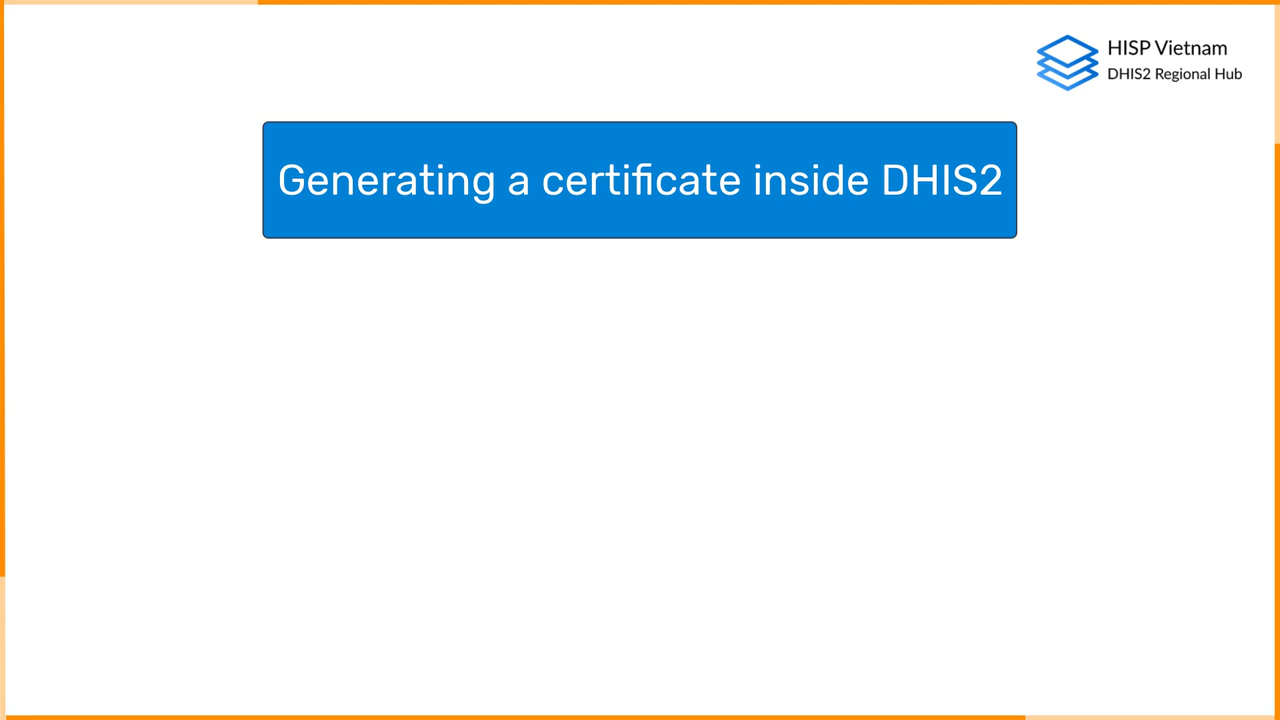 HISP Vietnam
DHIS2 Regional Hub
Generating a certificate inside DHIS2